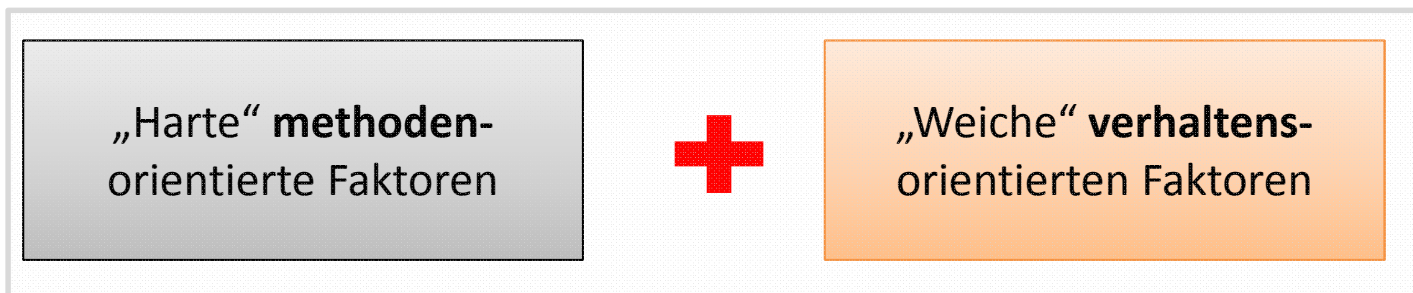 „Harte“ methoden-
orientierte Faktoren
„Weiche“ verhaltens-
orientierten Faktoren